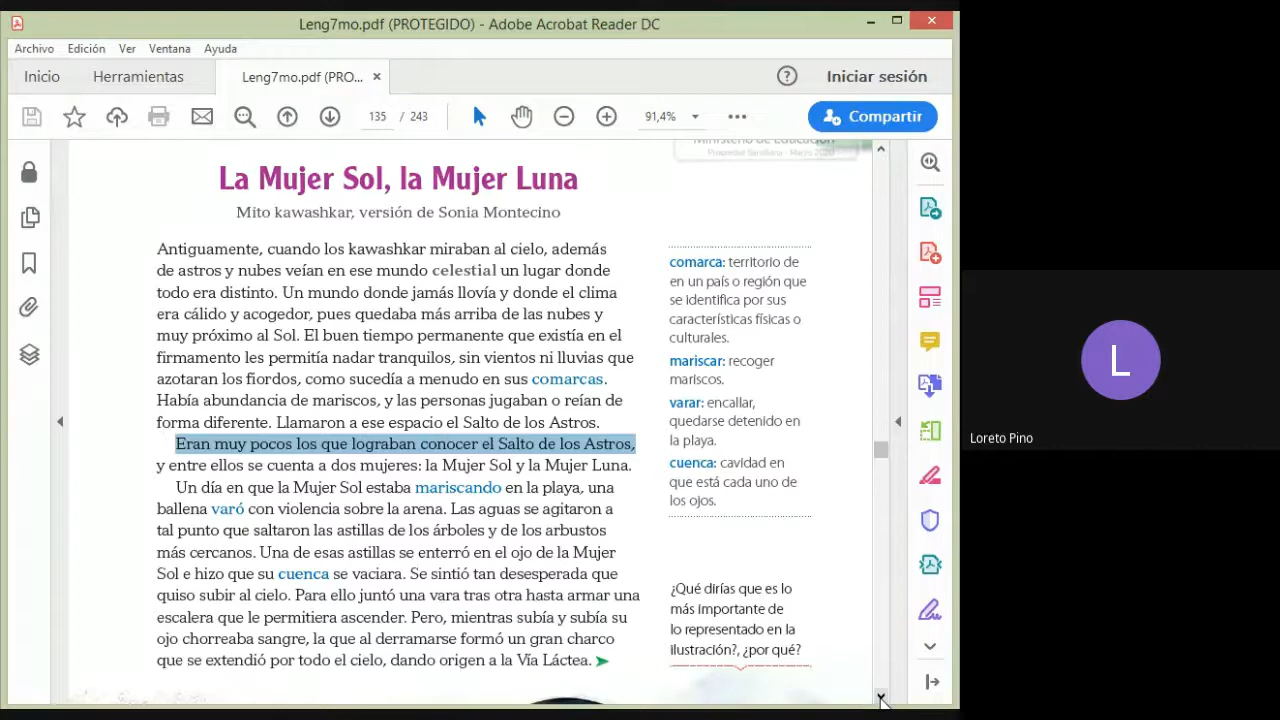 Leng7mo.pdf (PROTEGIDO) - Adobe Acrobat Reader DC
Archivo Edición Ver Ventana Ayuda
Inicio Herramientas Leng7mo.pdf (PRO... × Iniciar sesión
135 / 243 91,4% Compartir
Ministerio de Educación
Propiedad Santillana - Marzo 2020
La Mujer Sol, la Mujer Luna
Mito kawashkar, versión de Sonia Montecino
Antiguamente, cuando los kawashkar miraban al cielo, además
de astros y nubes veían en ese mundo celestial un lugar donde
todo era distinto. Un mundo donde jamás llovía y donde el clima
era cálido y acogedor, pues quedaba más arriba de las nubes y
muy próximo al Sol. El buen tiempo permanente que existía en el
firmamento les permitía nadar tranquilos, sin vientos ni lluvias que
azotaran los fiordos, como sucedía a menudo en sus comarcas.
Había abundancia de mariscos, y las personas jugaban o reían de
forma diferente. Llamaron a ese espacio el Salto de los Astros.
Eran muy pocos los que lograban conocer el Salto de los Astros,
y entre ellos se cuenta a dos mujeres: la Mujer Sol y la Mujer Luna.
Un día en que la Mujer Sol estaba mariscando en la playa, una
ballena varó con violencia sobre la arena. Las aguas se agitaron a
tal punto que saltaron las astillas de los árboles y de los arbustos
más cercanos. Una de esas astillas se enterró en el ojo de la Mujer
Sol e hizo que su cuenca se vaciara. Se sintió tan desesperada que
quiso subir al cielo. Para ello juntó una vara tras otra hasta armar una
escalera que le permitiera ascender. Pero, mientras subía y subía su
ojo chorreaba sangre, la que al derramarse formó un gran charco
que se extendió por todo el cielo, dando origen a la Vía Láctea.
comarca: territorio de
en un país o región que
se identifica por sus
características físicas o
culturales.
mariscar: recoger
mariscos.
varar: encallar,
quedarse detenido en
la playa.
cuenca: cavidad en
que está cada uno de
los ojos.
¿Qué dirías que es lo
más importante de
lo representado en la
ilustración?, ¿por qué?
L
Loreto Pino